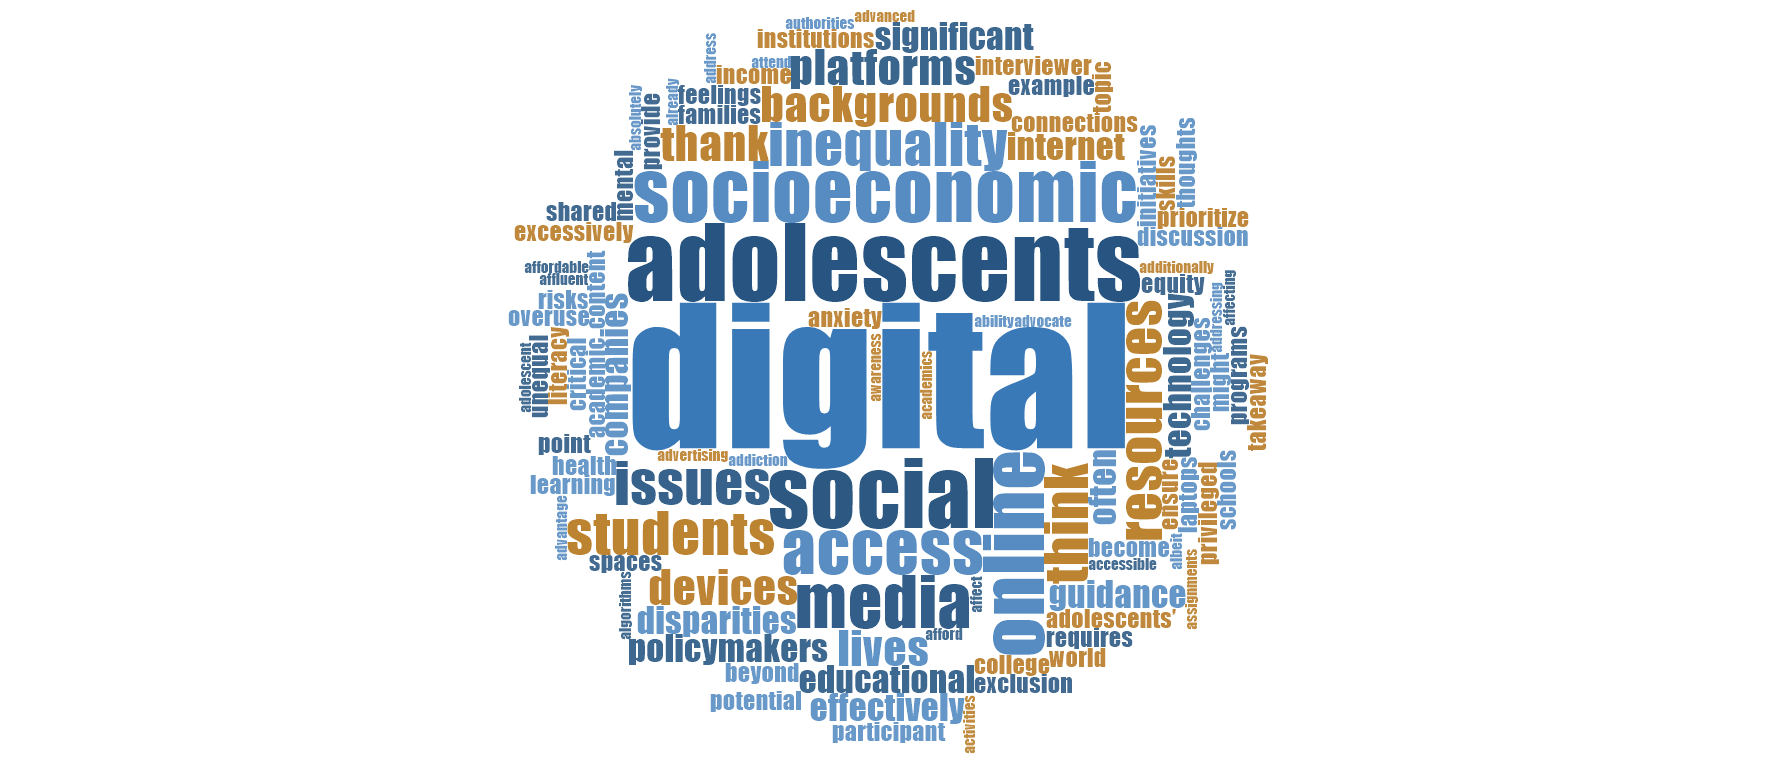 advanced
authorities
institutions
significant
address
attend
income
platforms
interviewer
example
topic
already
feelings
families
backgrounds
absolutely
provide
connections
thank
inequality
internet
initiatives
skills
thoughts
mental
socioeconomic
shared
prioritize
excessively
discussion
adolescents
affordable
affluent
additionally
equity
content
risks
overuse
companies
digital
anxiety
ability
advocate
awareness
academics
resources
technology
addressing
affecting
challenges
might
programs
takeaway
adolescent
unequal
literacy
critical
academic
point
health
learning
advertising
addiction
issues
social
online
think
often
ensure
laptops
privileged
schools
advantage
students
access
become
accessible
albeit
spaces
devices
media
affect
guidance
assignments
algorithms
disparities
adolescents'
policymakers
lives
afford
requires
beyond
educational
college
world
exclusion
potential
effectively
activities
participant